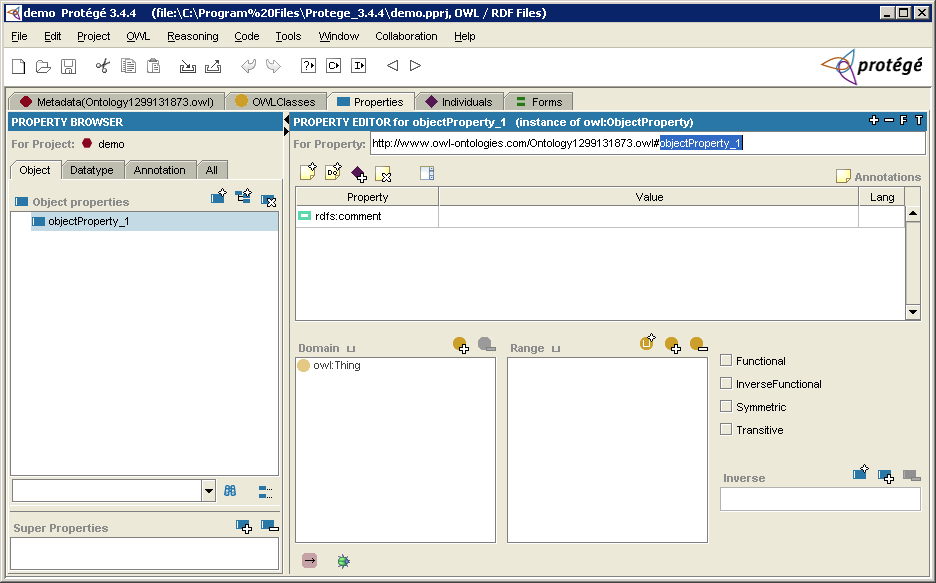 demo Protégé 3.4.4 (file:\C:\Program%20Files\Protege_3.4.4\demo.pprj, OWL / RDF Files)
File Edit Project OWL Reasoning Code Tools Window Collaboration Help
protégé
Metadata(Ontology1299131873.owl) OWLClasses Properties Individuals Forms
PROPERTY BROWSER
For Project: demo
Object Datatype Annotation All
Object properties
objectProperty_1
Super Properties
PROPERTY EDITOR for objectProperty_1 (instance of owl:ObjectProperty) + − F T
For Property: http://www.owl-ontologies.com/Ontology1299131873.owl#objectProperty_1
Annotations
Property Value Lang
rdfs:comment
Domain ⊔ Range ⊔
owl:Thing
Functional
InverseFunctional
Symmetric
Transitive
Inverse